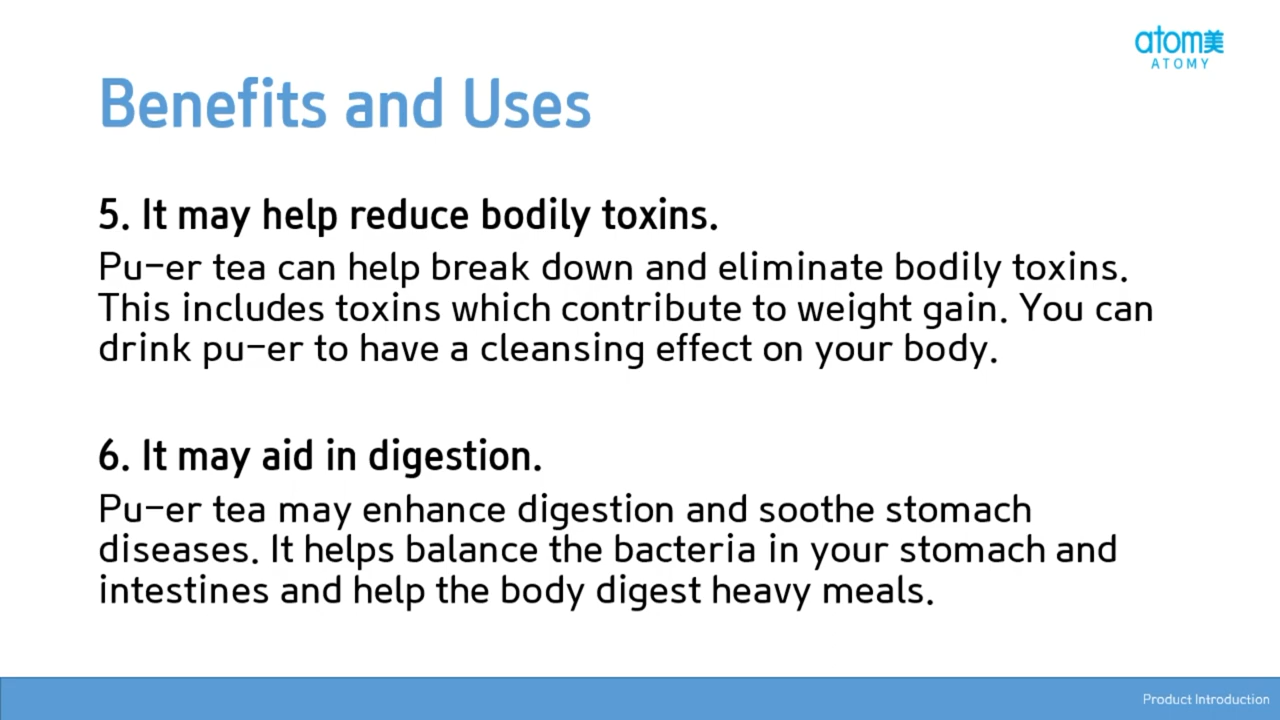 atom美
ATOMY
Benefits and Uses
5. It may help reduce bodily toxins.
Pu-er tea can help break down and eliminate bodily toxins.
This includes toxins which contribute to weight gain. You can
drink pu-er to have a cleansing effect on your body.
6. It may aid in digestion.
Pu-er tea may enhance digestion and soothe stomach
diseases. It helps balance the bacteria in your stomach and
intestines and help the body digest heavy meals.
Product Introduction